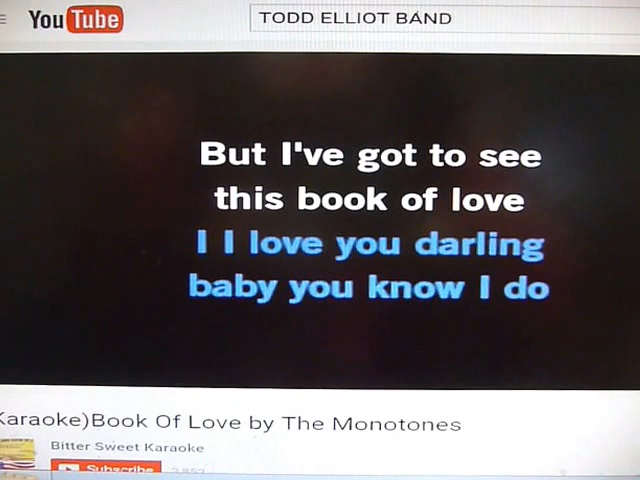 YouTube
TODD ELLIOT BAND
But I've got to see
this book of love
I I love you darling
baby you know I do
Karaoke)Book Of Love by The Monotones
Bitter Sweet Karaoke
Subscribe